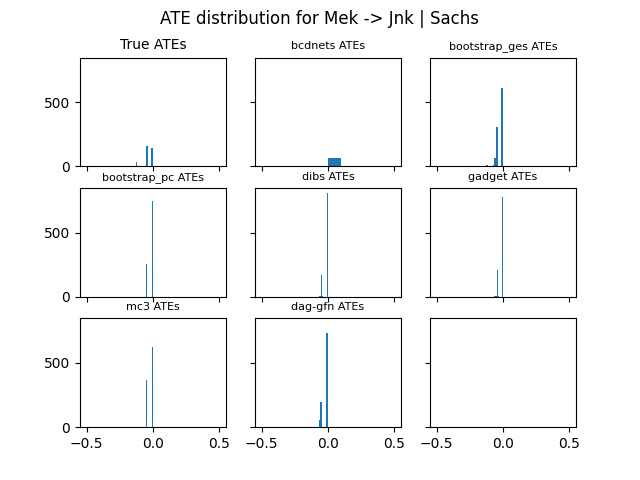 ATE distribution for Mek -> Jnk | Sachs
True ATEs
bcdnets ATEs
bootstrap_ges ATEs
500
0
bootstrap_pc ATEs
dibs ATEs
gadget ATEs
500
0
mc3 ATEs
dag-gfn ATEs
500
0
−0.5 0.0 0.5
−0.5 0.0 0.5
−0.5 0.0 0.5